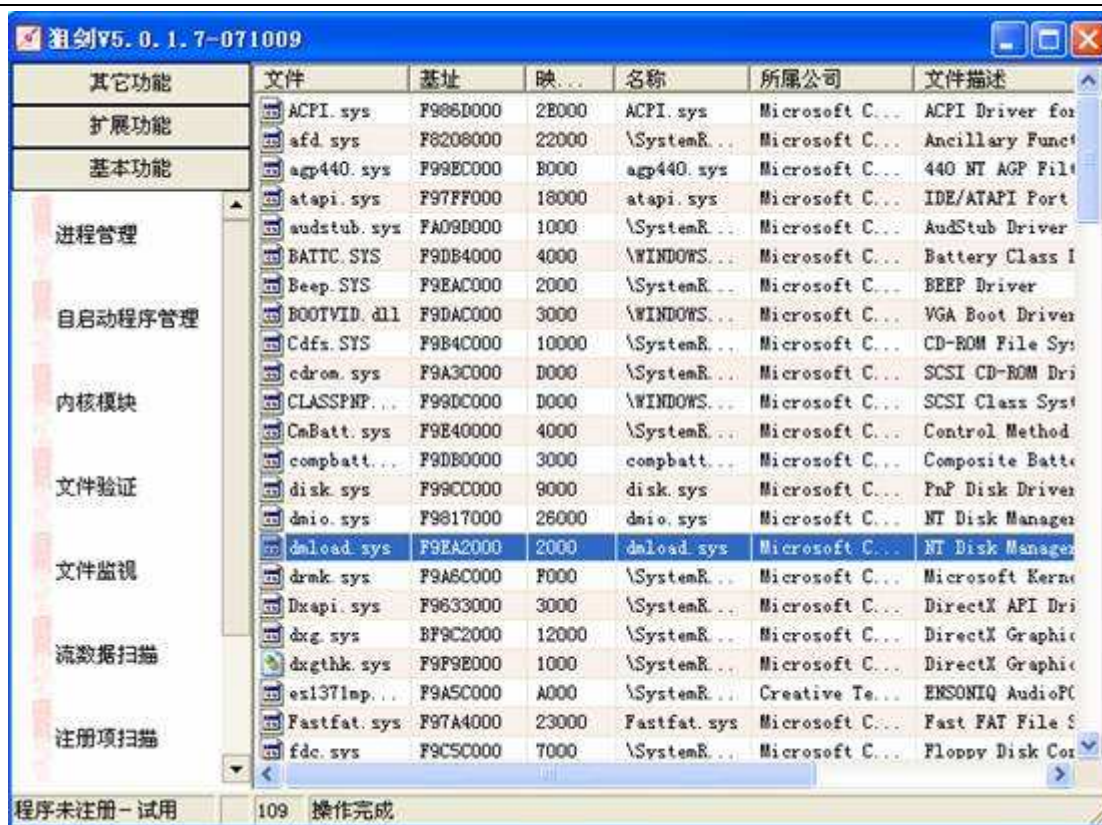 狙剑V5.0.1.7-071009
其它功能
扩展功能
基本功能
进程管理
自启动程序管理
内核模块
文件验证
文件监视
流数据扫描
注册项扫描
文件 基址 映... 名称 所属公司 文件描述
ACPI.sys F986D000 2E000 ACPI.sys Microsoft C... ACPI Driver for
afd.sys F8208000 22000 \SystemR... Microsoft C... Ancillary Funct
agp440.sys F99EC000 B000 agp440.sys Microsoft C... 440 NT AGP Filt
atapi.sys F97FF000 18000 atapi.sys Microsoft C... IDE/ATAPI Port
audstub.sys FA09D000 1000 \SystemR... Microsoft C... AudStub Driver
BATTC.SYS F9DB4000 4000 \WINDOWS... Microsoft C... Battery Class I
Beep.SYS F9EAC000 2000 \SystemR... Microsoft C... BEEP Driver
BOOTVID.dll F9DAC000 3000 \WINDOWS... Microsoft C... VGA Boot Driver
Cdfs.SYS F9B4C000 10000 \SystemR... Microsoft C... CD-ROM File Sys
cdrom.sys F9A3C000 D000 \SystemR... Microsoft C... SCSI CD-ROM Dri
CLASSPNP... F99DC000 D000 \WINDOWS... Microsoft C... SCSI Class Syst
CmBatt.sys F9E40000 4000 \SystemR... Microsoft C... Control Method
compbatt... F9DB0000 3000 compbatt... Microsoft C... Composite Batte
disk.sys F99CC000 9000 disk.sys Microsoft C... PnP Disk Driver
dmio.sys F9817000 26000 dmio.sys Microsoft C... NT Disk Manager
dmload.sys F9EA2000 2000 dmload.sys Microsoft C... NT Disk Manager
drmk.sys F9A6C000 F000 \SystemR... Microsoft C... Microsoft Kerne
Dxapi.sys F9633000 3000 \SystemR... Microsoft C... DirectX API Dri
dxg.sys BF9C2000 12000 \SystemR... Microsoft C... DirectX Graphic
dxgthk.sys F9F9E000 1000 \SystemR... Microsoft C... DirectX Graphic
es1371mp... F9A5C000 A000 \SystemR... Creative Te... ENSONIQ AudioPC
Fastfat.sys F97A4000 23000 Fastfat.sys Microsoft C... Fast FAT File S
fdc.sys F9C5C000 7000 \SystemR... Microsoft C... Floppy Disk Con
程序未注册-试用 109 操作完成